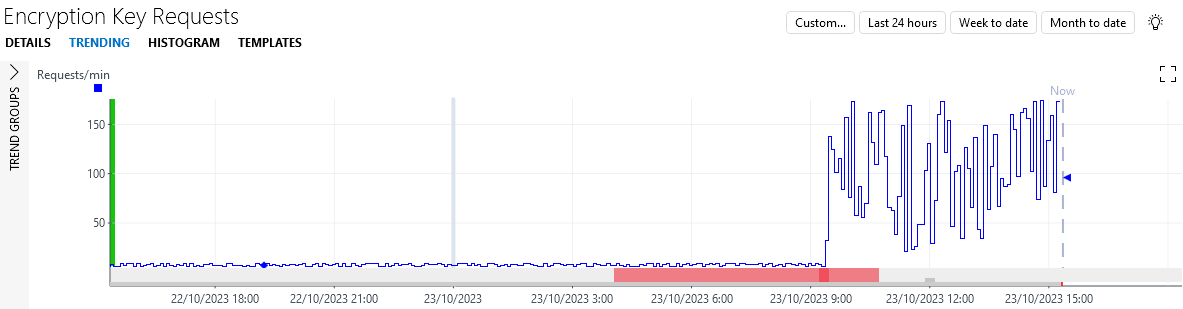 Encryption Key Requests
Custom... Last 24 hours Week to date Month to date
DETAILS TRENDING HISTOGRAM TEMPLATES
TREND GROUPS
Requests/min
Now
150
100
50
22/10/2023 18:00 22/10/2023 21:00 23/10/2023 23/10/2023 3:00 23/10/2023 6:00 23/10/2023 9:00 23/10/2023 12:00 23/10/2023 15:00